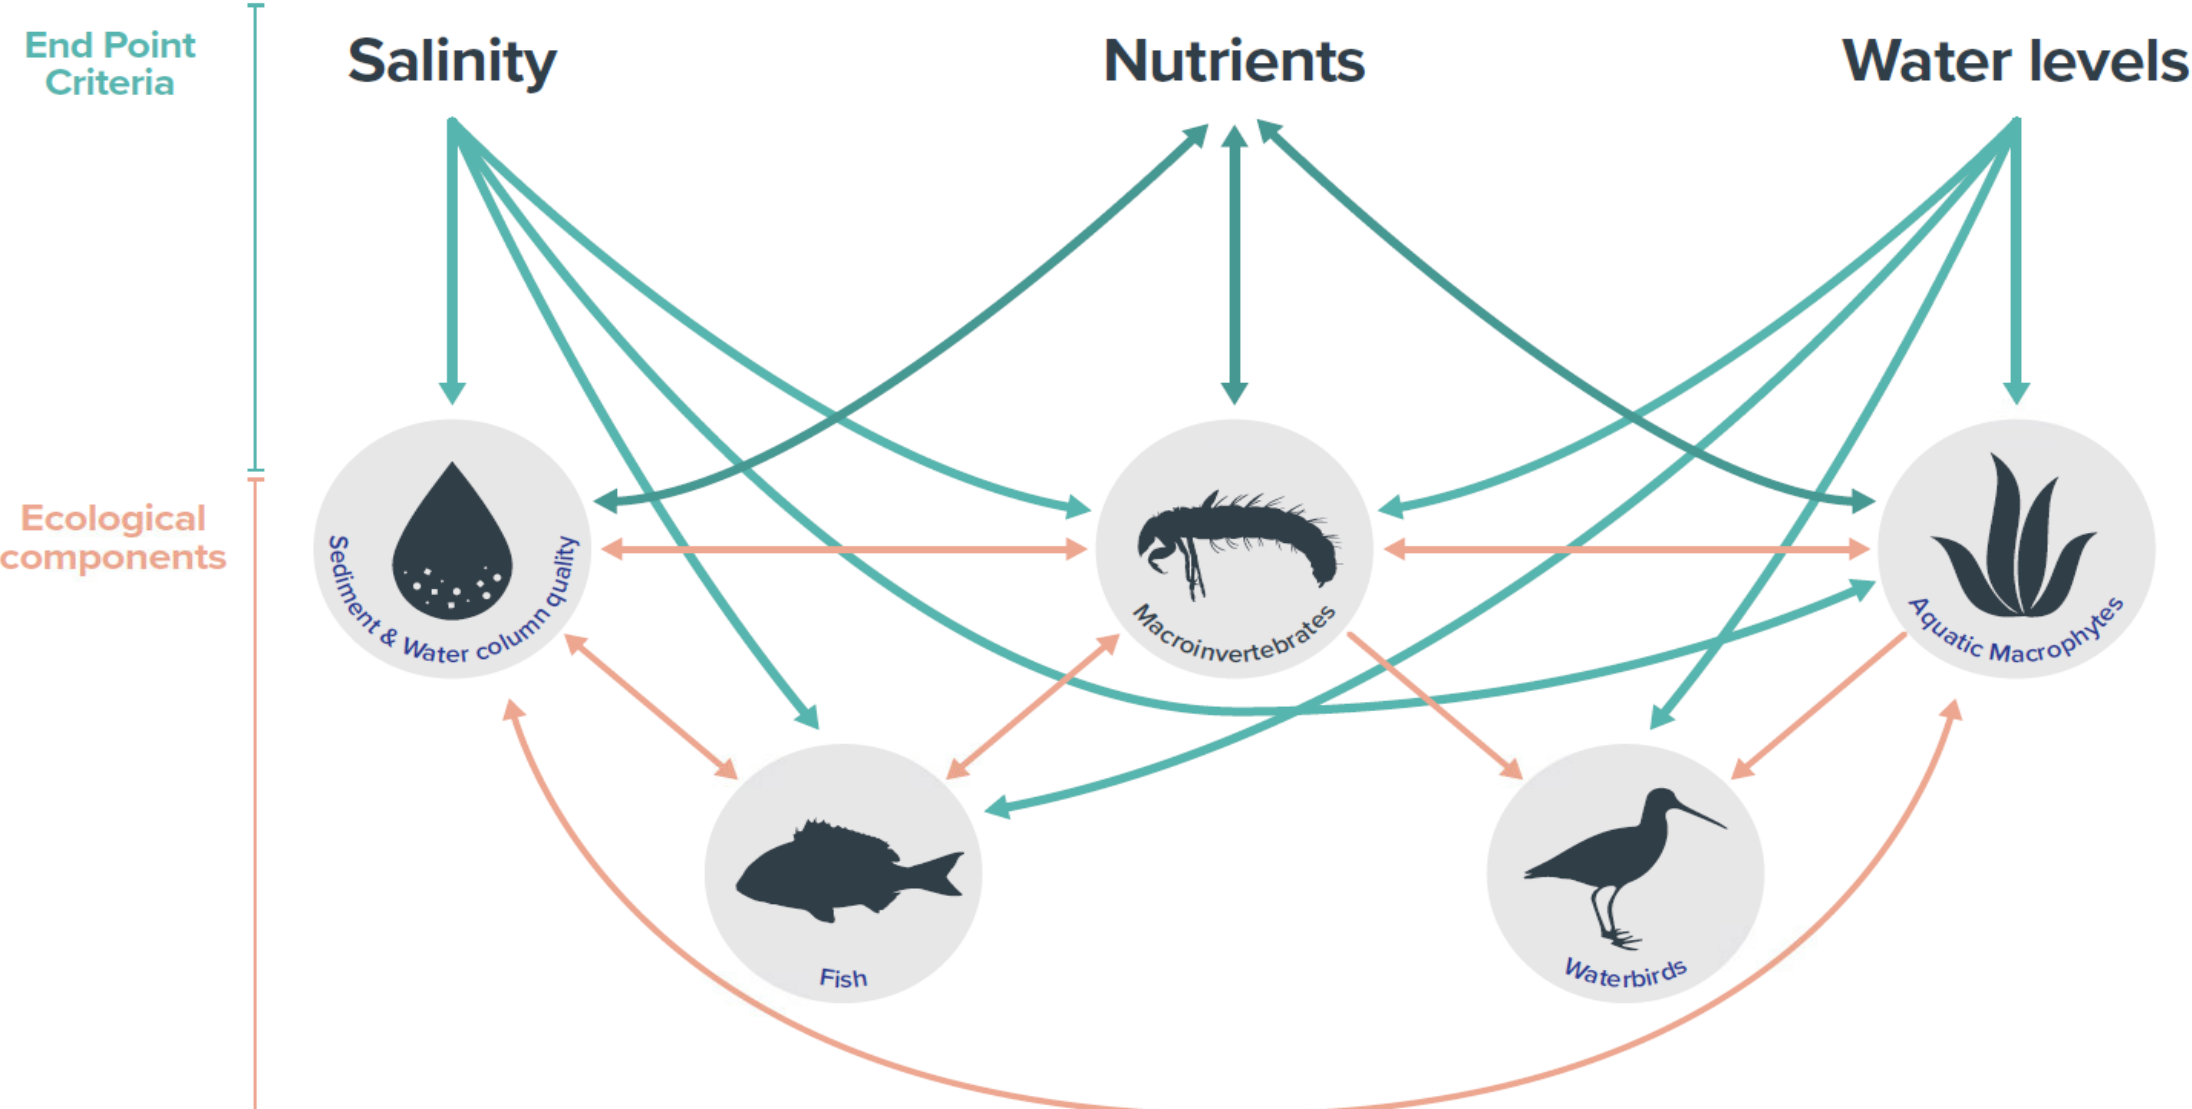 End Point
Criteria
Salinity
Nutrients
Water levels
Ecological
components
Sediment & Water column quality
Macroinvertebrates
Aquatic Macrophytes
Fish
Waterbirds